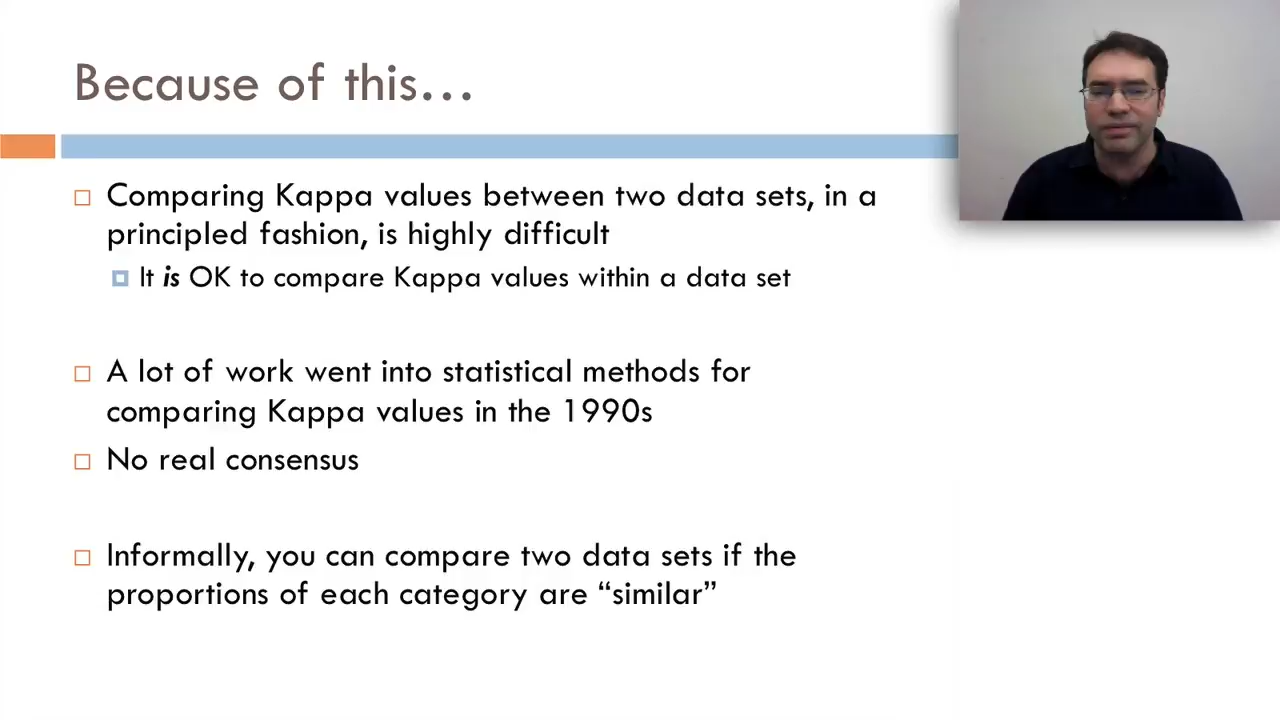 Because of this…
Comparing Kappa values between two data sets, in a
principled fashion, is highly difficult
It is OK to compare Kappa values within a data set
A lot of work went into statistical methods for
comparing Kappa values in the 1990s
No real consensus
Informally, you can compare two data sets if the
proportions of each category are “similar”